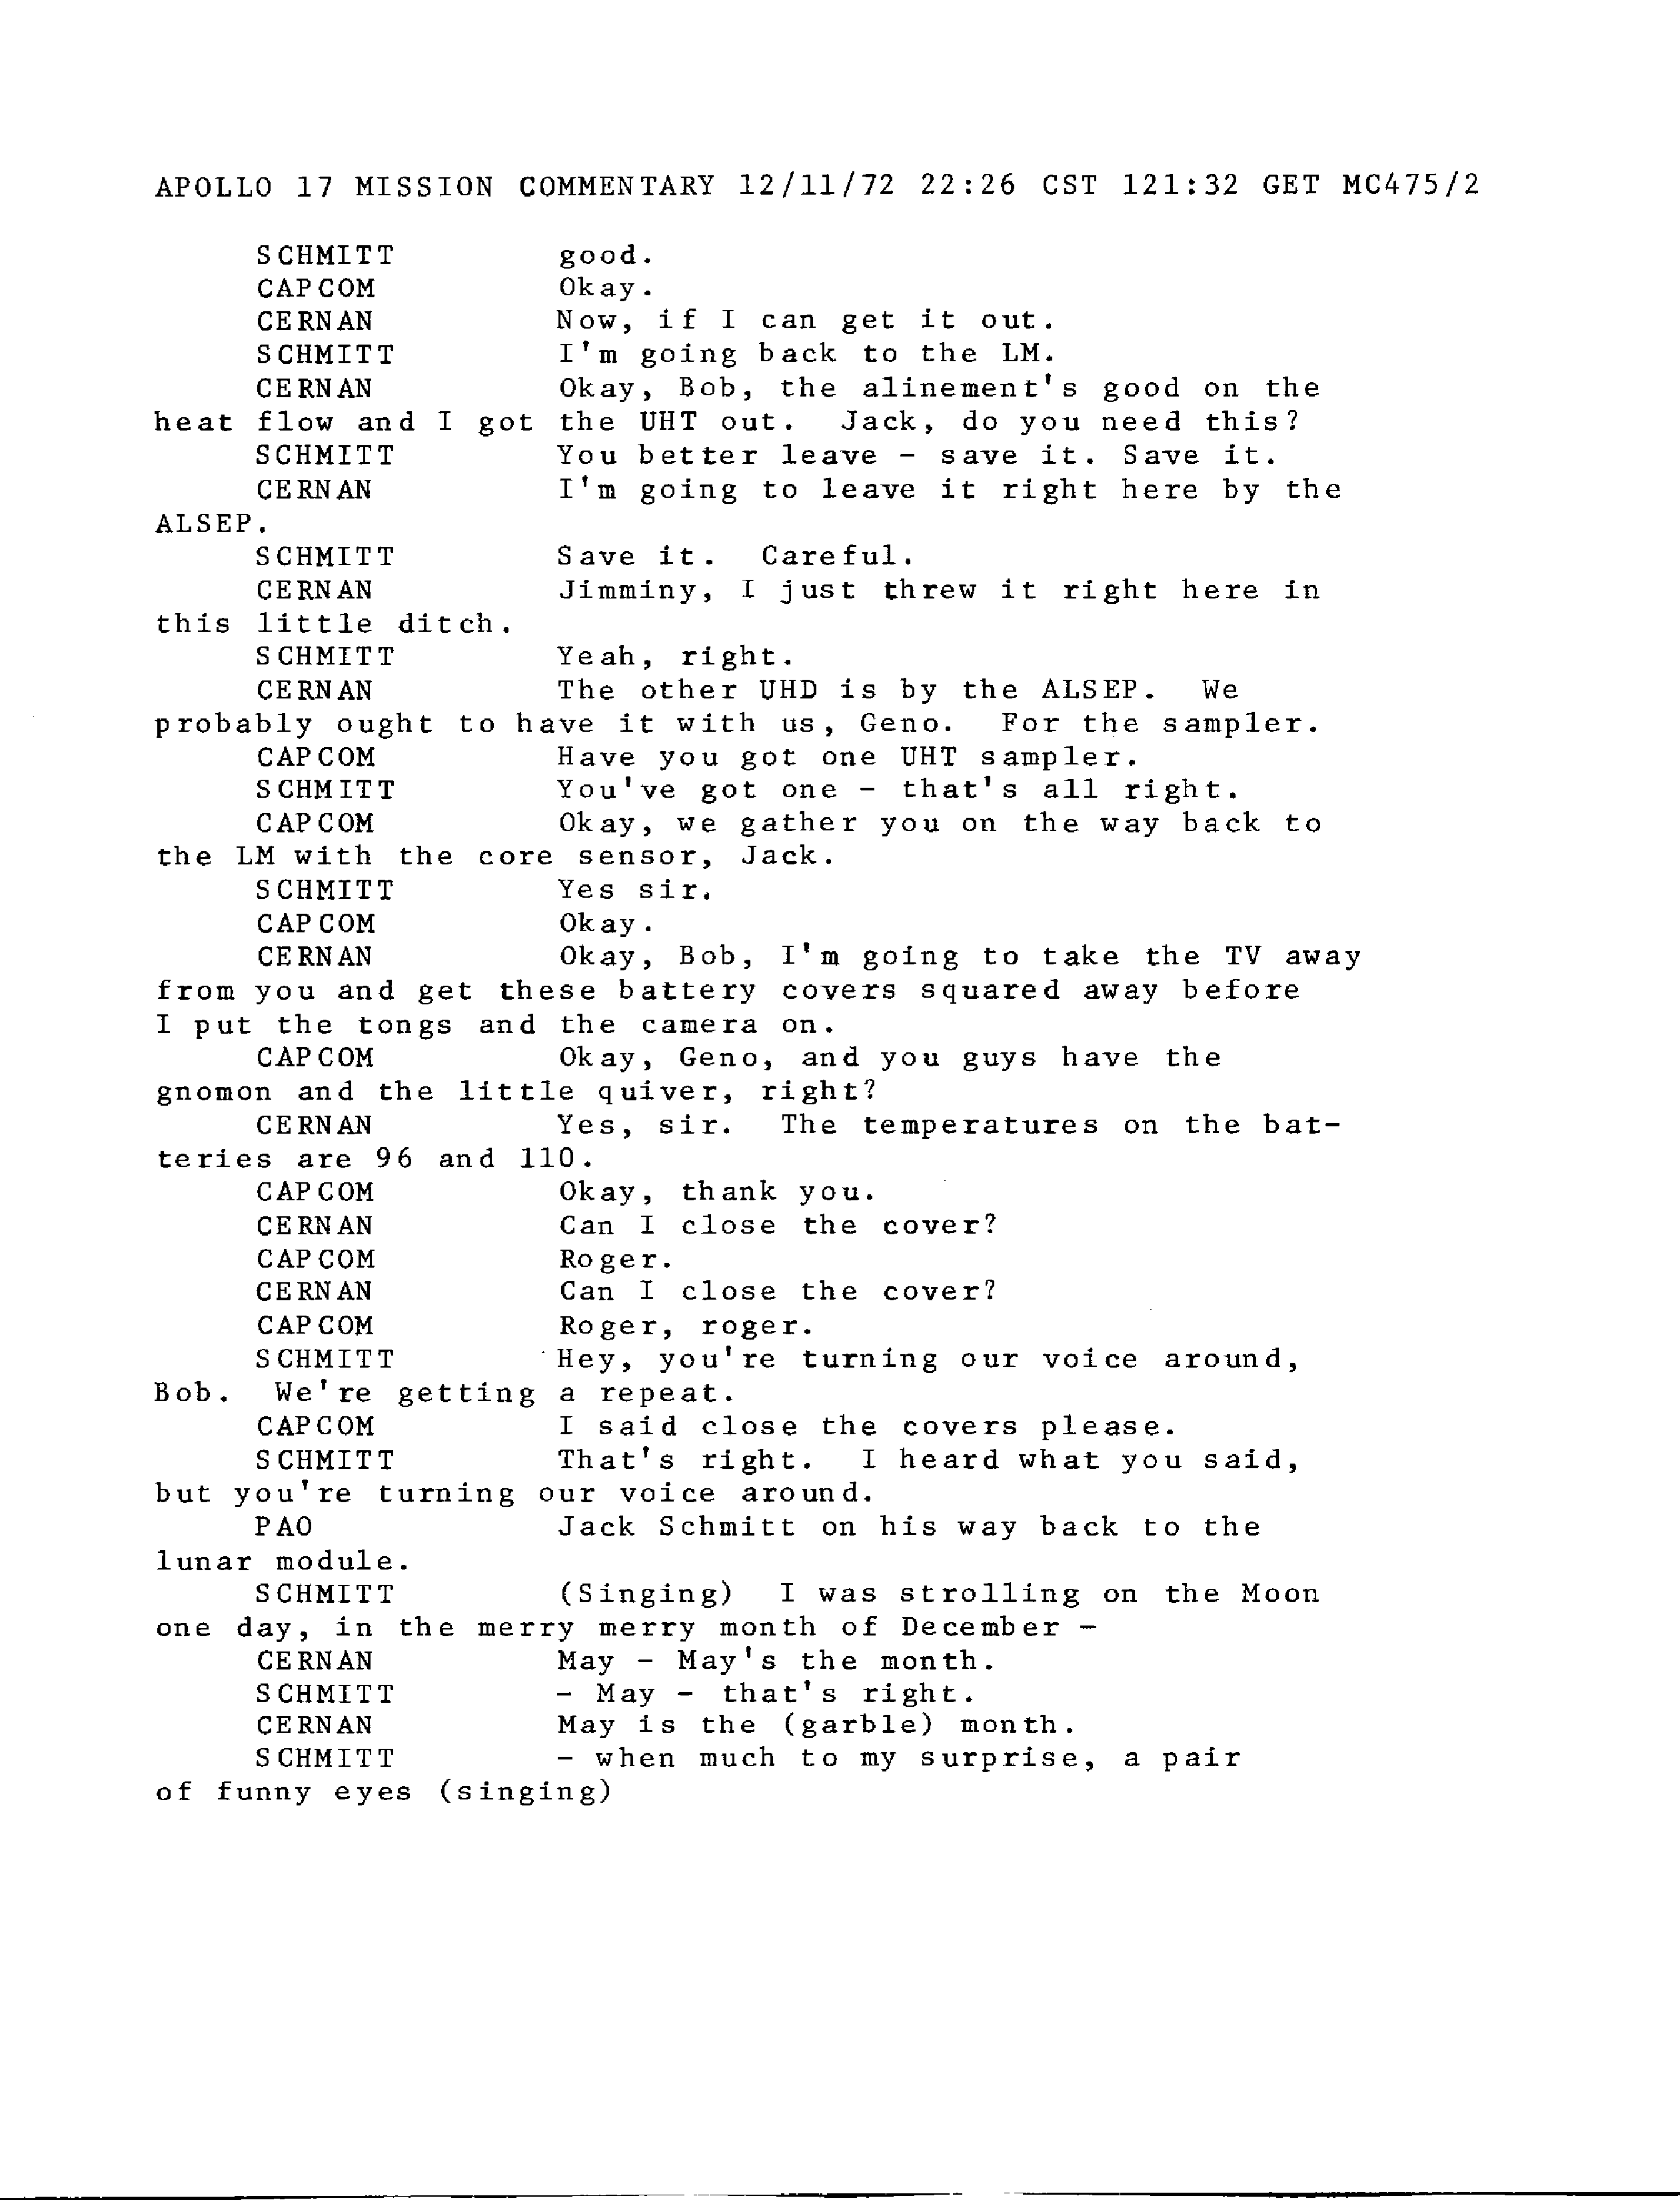 APOLLO 17 MISSION COMMENTARY 12/11/72 22:26 CST 121:32 GET MC475/2
SCHMITT good.
CAPCOM Okay.
CERNAN Now, if I can get it out.
SCHMITT I'm going back to the LM.
CERNAN Okay, Bob, the alinement's good on the
heat flow and I got the UHT out. Jack, do you need this?
SCHMITT You better leave - save it. Save it.
CERNAN I'm going to leave it right here by the
ALSEP.
SCHMITT Save it. Careful.
CERNAN Jimminy, I just threw it right here in
this little ditch.
SCHMITT Yeah, right.
CERNAN The other UHD is by the ALSEP. We
probably ought to have it with us, Geno. For the sampler.
CAPCOM Have you got one UHT sampler.
SCHMITT You've got one - that's all right.
CAPCOM Okay, we gather you on the way back to
the LM with the core sensor, Jack.
SCHMITT Yes sir.
CAPCOM Okay.
CERNAN Okay, Bob, I'm going to take the TV away
from you and get these battery covers squared away before
I put the tongs and the camera on.
CAPCOM Okay, Geno, and you guys have the
gnomon and the little quiver, right?
CERNAN Yes, sir. The temperatures on the bat-
teries are 96 and 110.
CAPCOM Okay, thank you.
CERNAN Can I close the cover?
CAPCOM Roger.
CERNAN Can I close the cover?
CAPCOM Roger, roger.
SCHMITT Hey, you're turning our voice around,
Bob. We're getting a repeat.
CAPCOM I said close the covers please.
SCHMITT That's right. I heard what you said,
but you're turning our voice around.
PAO Jack Schmitt on his way back to the
lunar module.
SCHMITT (Singing) I was strolling on the Moon
one day, in the merry merry month of December -
CERNAN May - May's the month.
SCHMITT - May - that's right.
CERNAN May is the (garble) month.
SCHMITT - when much to my surprise, a pair
of funny eyes (singing)